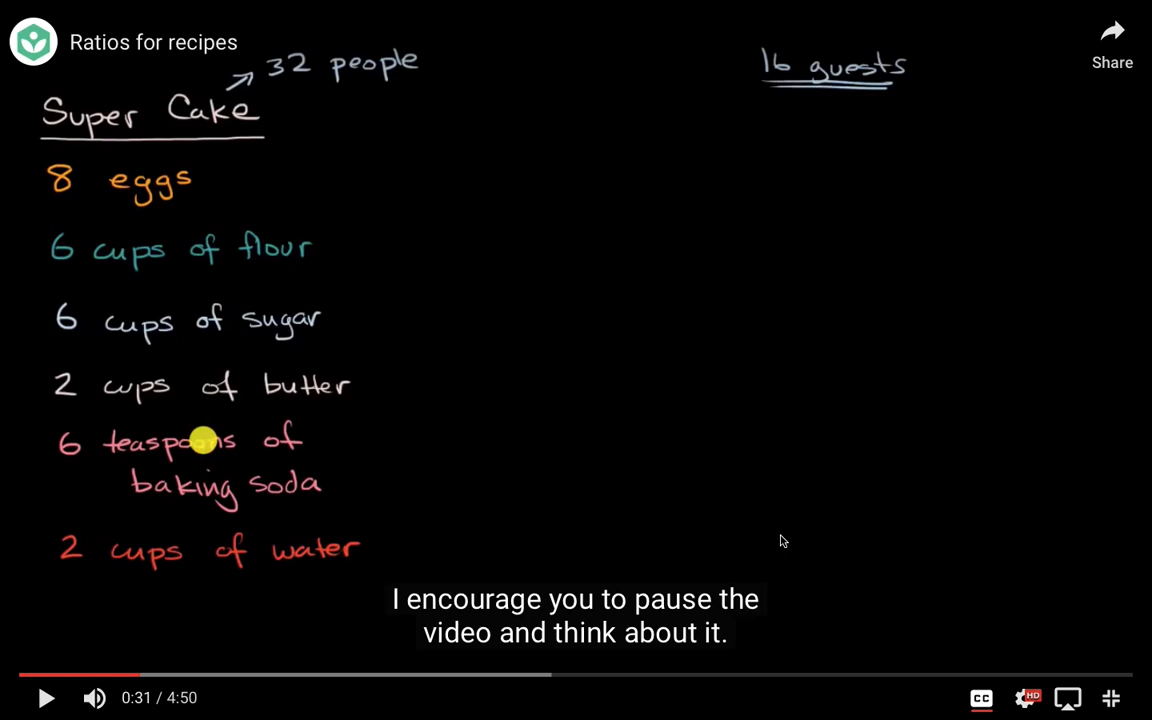 Ratios for recipes
Share
32 people
16 guests
Super Cake
8 eggs
6 cups of flour
6 cups of sugar
2 cups of butter
6 teaspoons of
baking soda
2 cups of water
I encourage you to pause the
video and think about it.
0:31 / 4:50
CC
HD